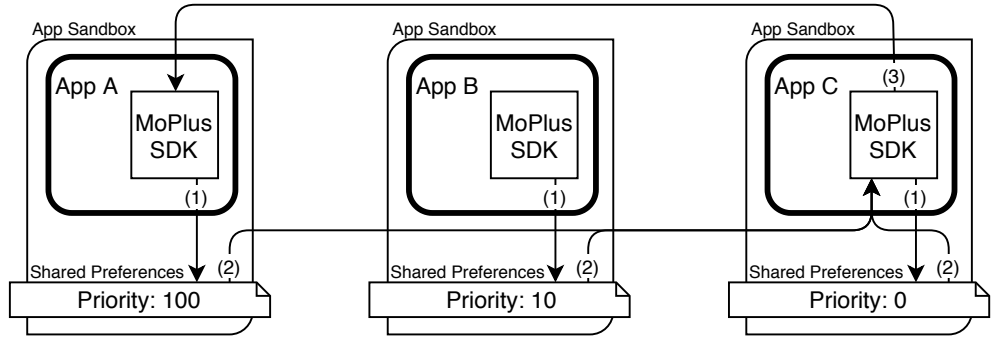 App Sandbox
App A
MoPlus
SDK
(1)
(2)
Shared Preferences
Priority: 100
App Sandbox
App B
MoPlus
SDK
(1)
(2)
Shared Preferences
Priority: 10
App Sandbox
(3)
App C
MoPlus
SDK
(1)
(2)
Shared Preferences
Priority: 0